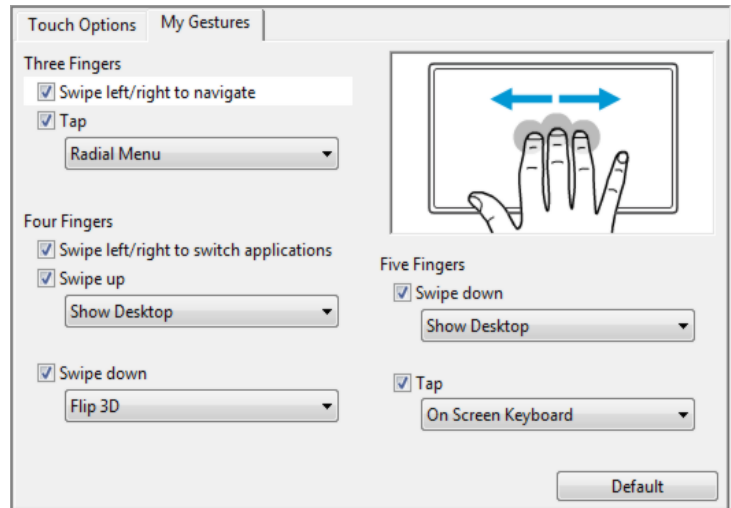 Touch Options
My Gestures
Three Fingers
Swipe left/right to navigate
Tap
Radial Menu
Four Fingers
Swipe left/right to switch applications
Swipe up
Show Desktop
Swipe down
Flip 3D
Five Fingers
Swipe down
Show Desktop
Tap
On Screen Keyboard
Default